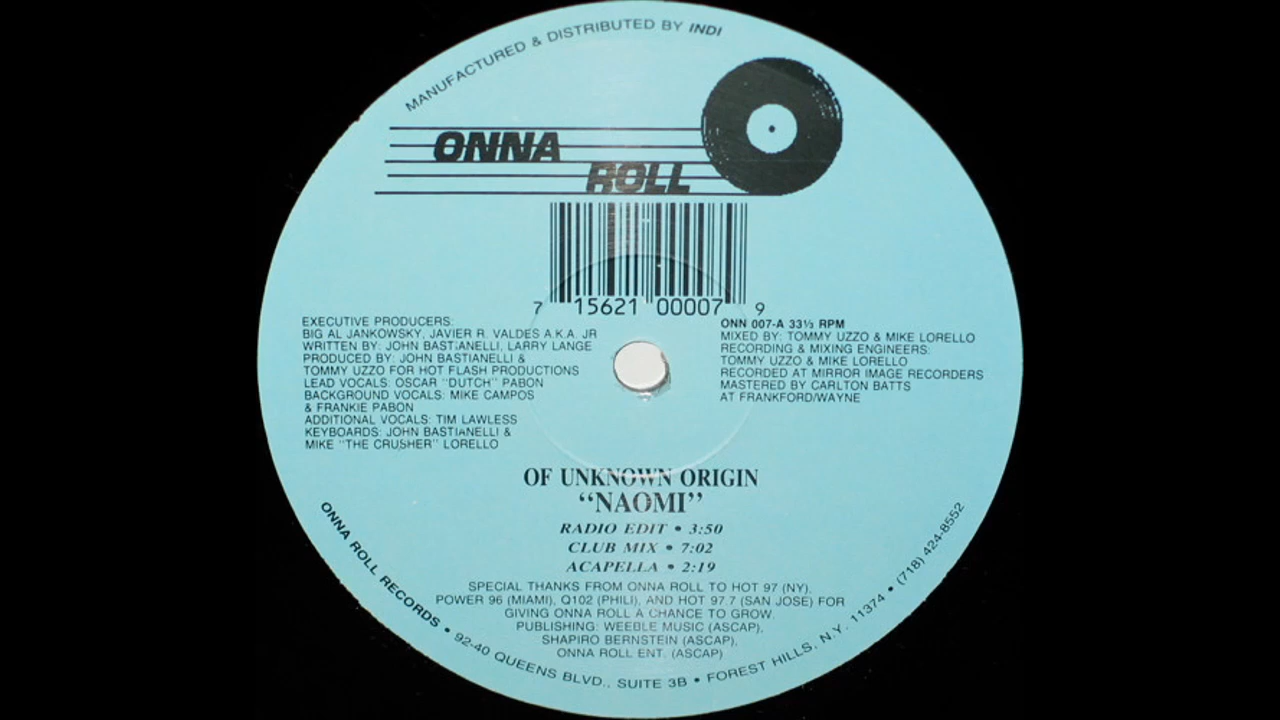 MANUFACTURED & DISTRIBUTED BY INDI
ONNA
ROLL
7 15621 00007 9
EXECUTIVE PRODUCERS:
BIG AL JANKOWSKY, JAVIER R. VALDES A.K.A. JR
WRITTEN BY: JOHN BASTIANELLI, LARRY LANGE
PRODUCED BY: JOHN BASTIANELLI &
TOMMY UZZO FOR HOT FLASH PRODUCTIONS
LEAD VOCALS: OSCAR "DUTCH" PABON
BACKGROUND VOCALS: MIKE CAMPOS
& FRANKIE PABON
ADDITIONAL VOCALS: TIM LAWLESS
KEYBOARDS: JOHN BASTIANELLI &
MIKE "THE CRUSHER" LORELLO
ONN 007-A 33⅓ RPM
MIXED BY: TOMMY UZZO & MIKE LORELLO
RECORDING & MIXING ENGINEERS:
TOMMY UZZO & MIKE LORELLO
RECORDED AT MIRROR IMAGE RECORDERS
MASTERED BY CARLTON BATTS
AT FRANKFORD/WAYNE
OF UNKNOWN ORIGIN
“NAOMI”
RADIO EDIT • 3:50
CLUB MIX • 7:02
ACAPELLA • 2:19
SPECIAL THANKS FROM ONNA ROLL TO HOT 97 (NY),
POWER 96 (MIAMI), Q102 (PHILI), AND HOT 97.7 (SAN JOSE) FOR
GIVING ONNA ROLL A CHANCE TO GROW.
PUBLISHING: WEEBLE MUSIC (ASCAP),
SHAPIRO BERNSTEIN (ASCAP),
ONNA ROLL ENT. (ASCAP)
ONNA ROLL RECORDS • 92-40 QUEENS BLVD., SUITE 3B • FOREST HILLS, N.Y. 11374 • (718) 424-8552